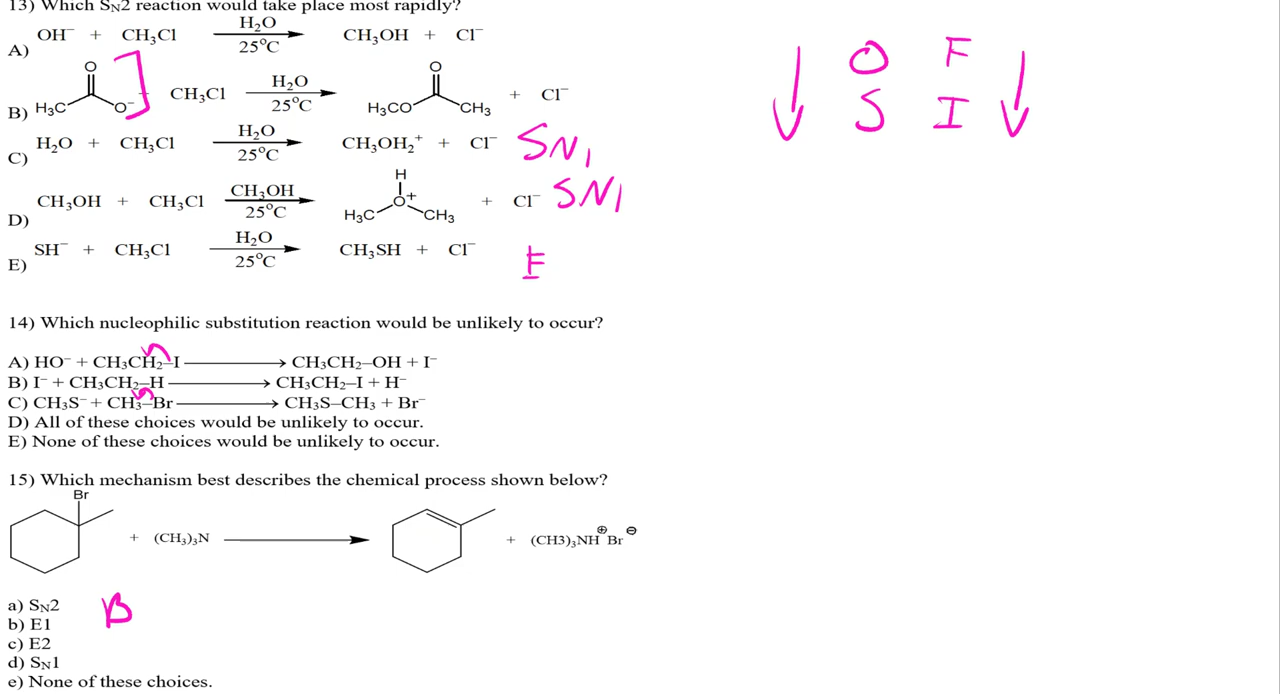 13) Which SN2 reaction would take place most rapidly?
A) OH⁻ + CH₃Cl H₂O 25°C CH₃OH + Cl⁻
B) H₃C O O⁻ CH₃Cl H₂O 25°C H₃CO O CH₃ + Cl⁻
C) H₂O + CH₃Cl H₂O 25°C CH₃OH₂⁺ + Cl⁻ SN1
D) CH₃OH + CH₃Cl CH₃OH 25°C H₃C H O+ CH₃ + Cl⁻ SN1
E) SH⁻ + CH₃Cl H₂O 25°C CH₃SH + Cl⁻ E
O F
S I
14) Which nucleophilic substitution reaction would be unlikely to occur?
A) HO⁻ + CH₃CH₂–I → CH₃CH₂–OH + I⁻
B) I⁻ + CH₃CH₂–H → CH₃CH₂–I + H⁻
C) CH₃S⁻ + CH₃–Br → CH₃S–CH₃ + Br⁻
D) All of these choices would be unlikely to occur.
E) None of these choices would be unlikely to occur.
15) Which mechanism best describes the chemical process shown below?
Br
+ (CH₃)₃N + (CH3)₃NH⊕ Br⊖
a) SN2
B
b) E1
c) E2
d) SN1
e) None of these choices.